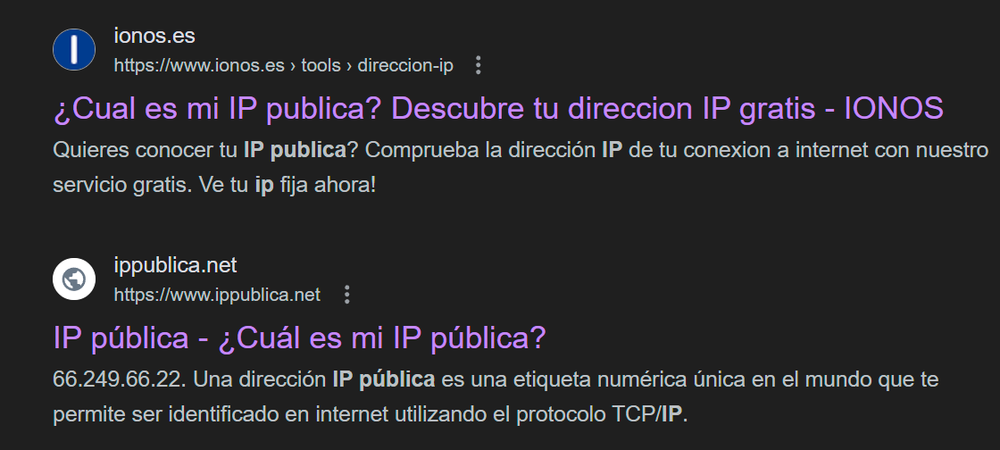 ionos.es
https://www.ionos.es › tools › direccion-ip
¿Cual es mi IP publica? Descubre tu direccion IP gratis - IONOS
Quieres conocer tu IP publica? Comprueba la dirección IP de tu conexion a internet con nuestro
servicio gratis. Ve tu ip fija ahora!
ippublica.net
https://www.ippublica.net
IP pública - ¿Cuál es mi IP pública?
66.249.66.22. Una dirección IP pública es una etiqueta numérica única en el mundo que te
permite ser identificado en internet utilizando el protocolo TCP/IP.